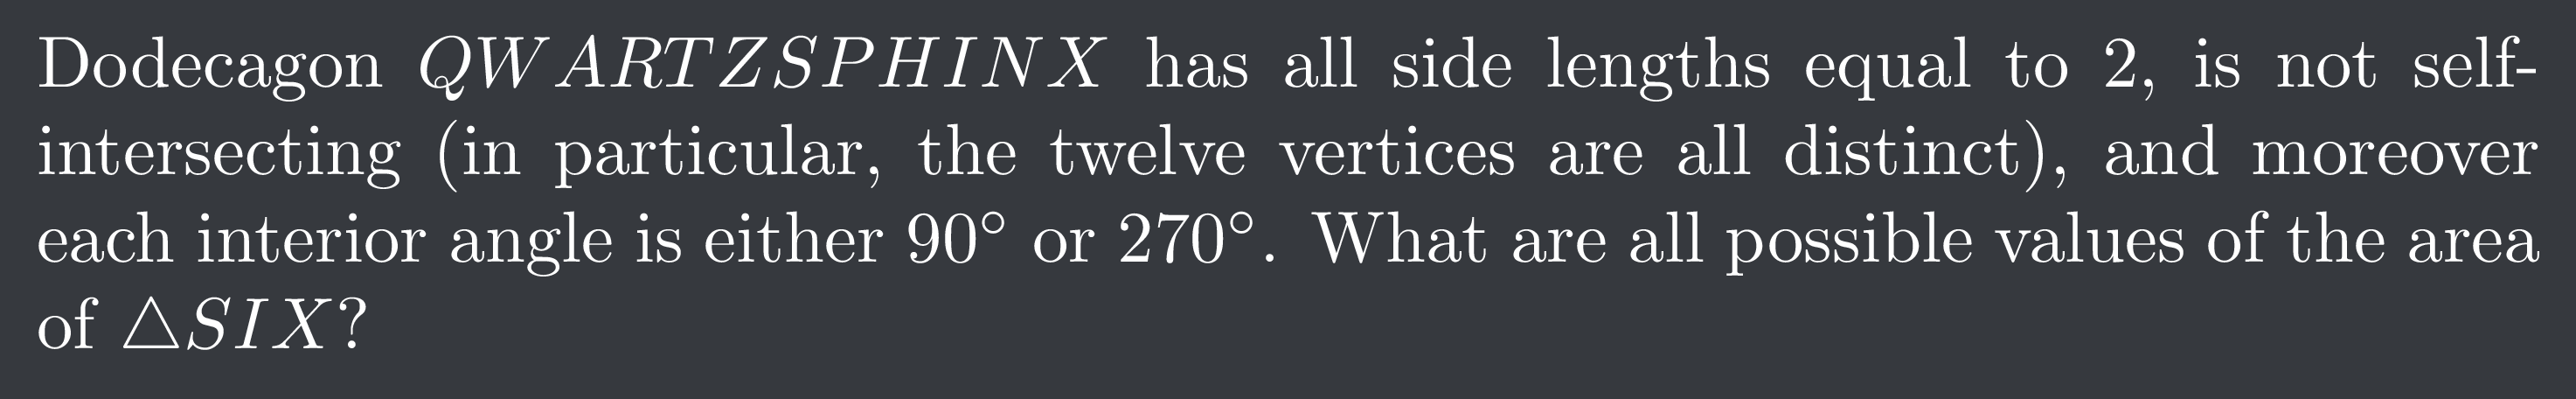 Dodecagon QWARTZSPHINX has all side lengths equal to 2, is not self-
intersecting (in particular, the twelve vertices are all distinct), and moreover
each interior angle is either 90° or 270°. What are all possible values of the area
of △SIX?